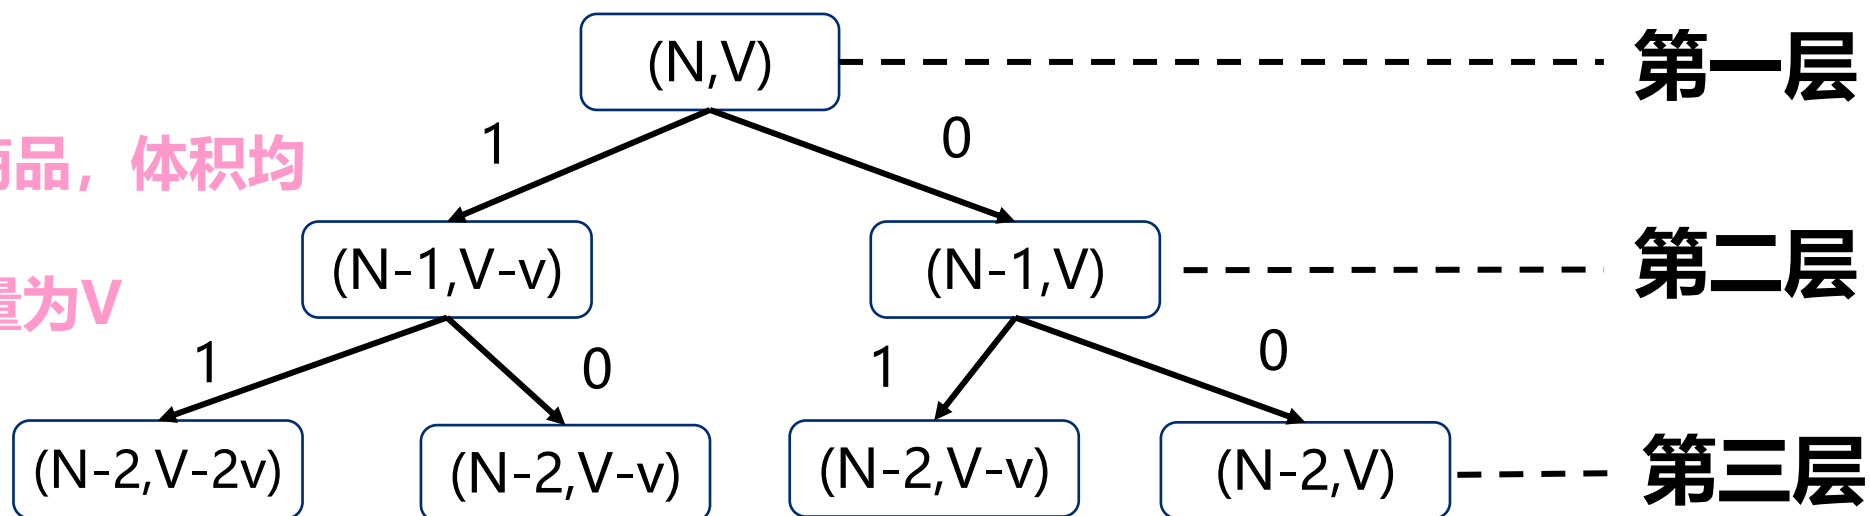 (N,V)
第一层
1
0
商品，体积均
(N-1,V-v)
(N-1,V)
第二层
量为V
1
0
1
0
(N-2,V-2v)
(N-2,V-v)
(N-2,V-v)
(N-2,V)
第三层